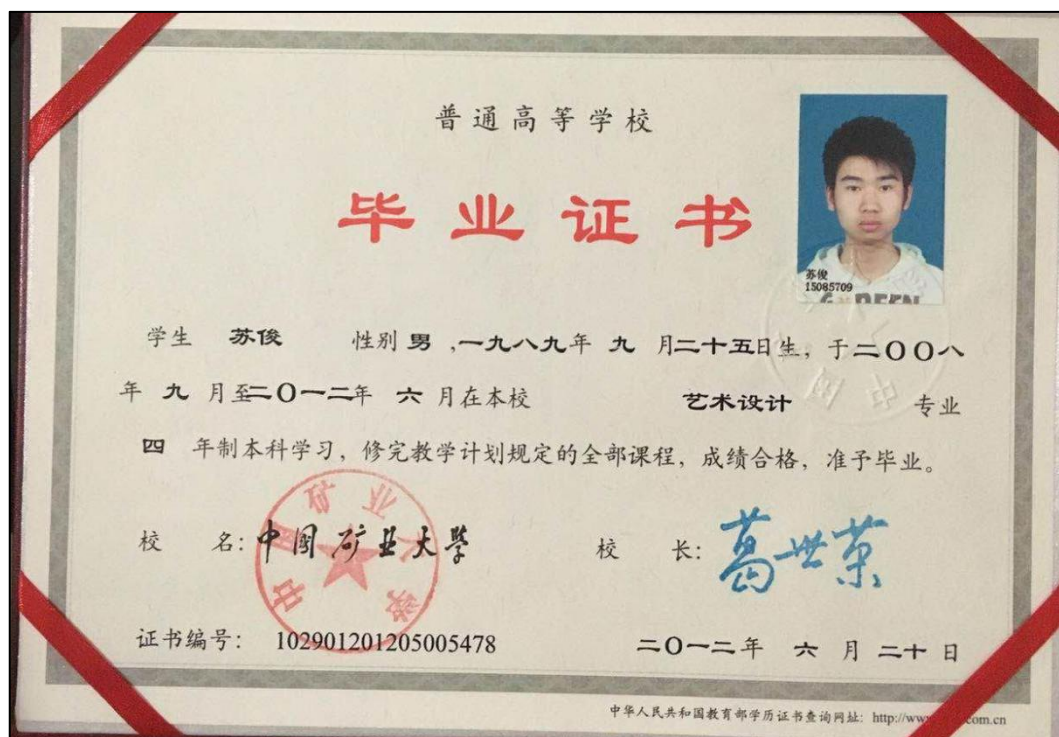 普通高等学校
毕业证书
苏俊
15085709
学生 苏俊 性别 男,一九八九年 九 月二十五日生, 于二〇〇八
年 九 月至二〇一二年 六 月在本校 艺术设计 专业
四 年制本科学习, 修完教学计划规定的全部课程, 成绩合格, 准予毕业。
校 名: 中国矿业大学 校 长: 葛世荣
中国矿业大学
证书编号: 102901201205005478 二〇一二年 六 月 二十 日
中华人民共和国教育部学历证书查询网址: http://www. com.cn